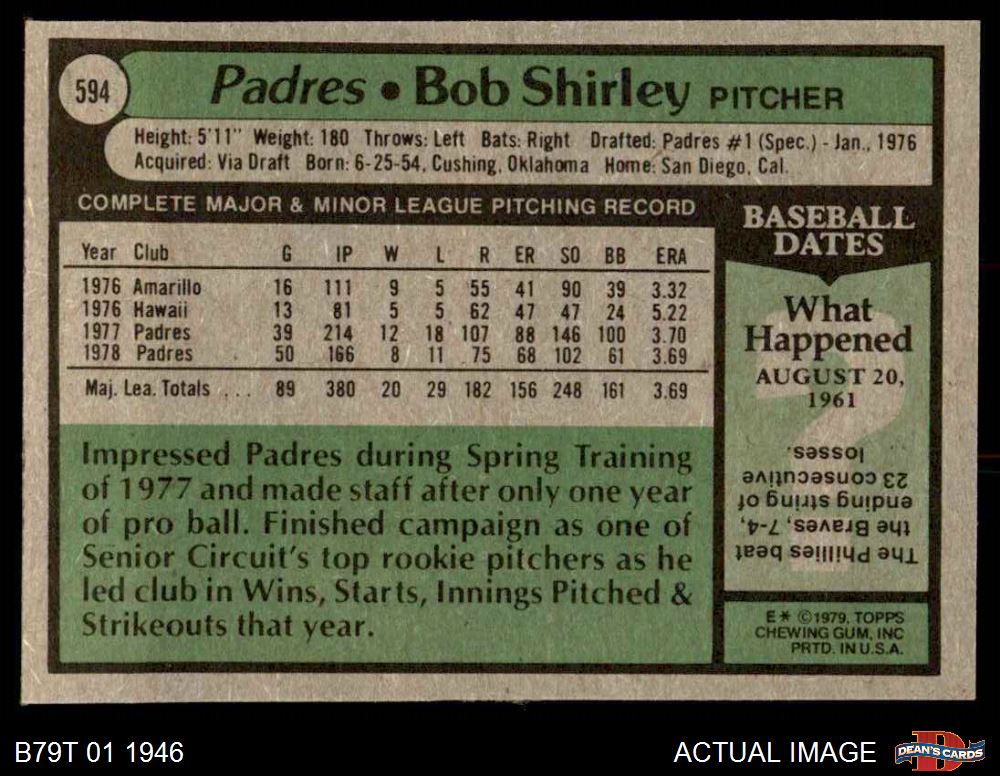 594
Padres • Bob Shirley PITCHER
Height: 5'11" Weight: 180 Throws: Left Bats: Right Drafted: Padres #1 (Spec.) - Jan., 1976
Acquired: Via Draft Born: 6-25-54, Cushing, Oklahoma Home: San Diego, Cal.
COMPLETE MAJOR & MINOR LEAGUE PITCHING RECORD
Year Club G IP W L R ER SO BB ERA
1976 Amarillo 16 111 9 5 55 41 90 39 3.32
1976 Hawaii 13 81 5 5 62 47 47 24 5.22
1977 Padres 39 214 12 18 107 88 146 100 3.70
1978 Padres 50 166 8 11 75 68 102 61 3.69
Maj. Lea. Totals . . . 89 380 20 29 182 156 248 161 3.69
Impressed Padres during Spring Training
of 1977 and made staff after only one year
of pro ball. Finished campaign as one of
Senior Circuit's top rookie pitchers as he
led club in Wins, Starts, Innings Pitched &
Strikeouts that year.
BASEBALL
DATES
What
Happened
AUGUST 20,
1961
The Phillies beat
the Braves, 7-4,
ending string of
23 consecutive
losses.
E* ©1979, TOPPS
CHEWING GUM, INC
PRTD. IN U.S.A.
B79T 01 1946
ACTUAL IMAGE
DEAN'S CARDS